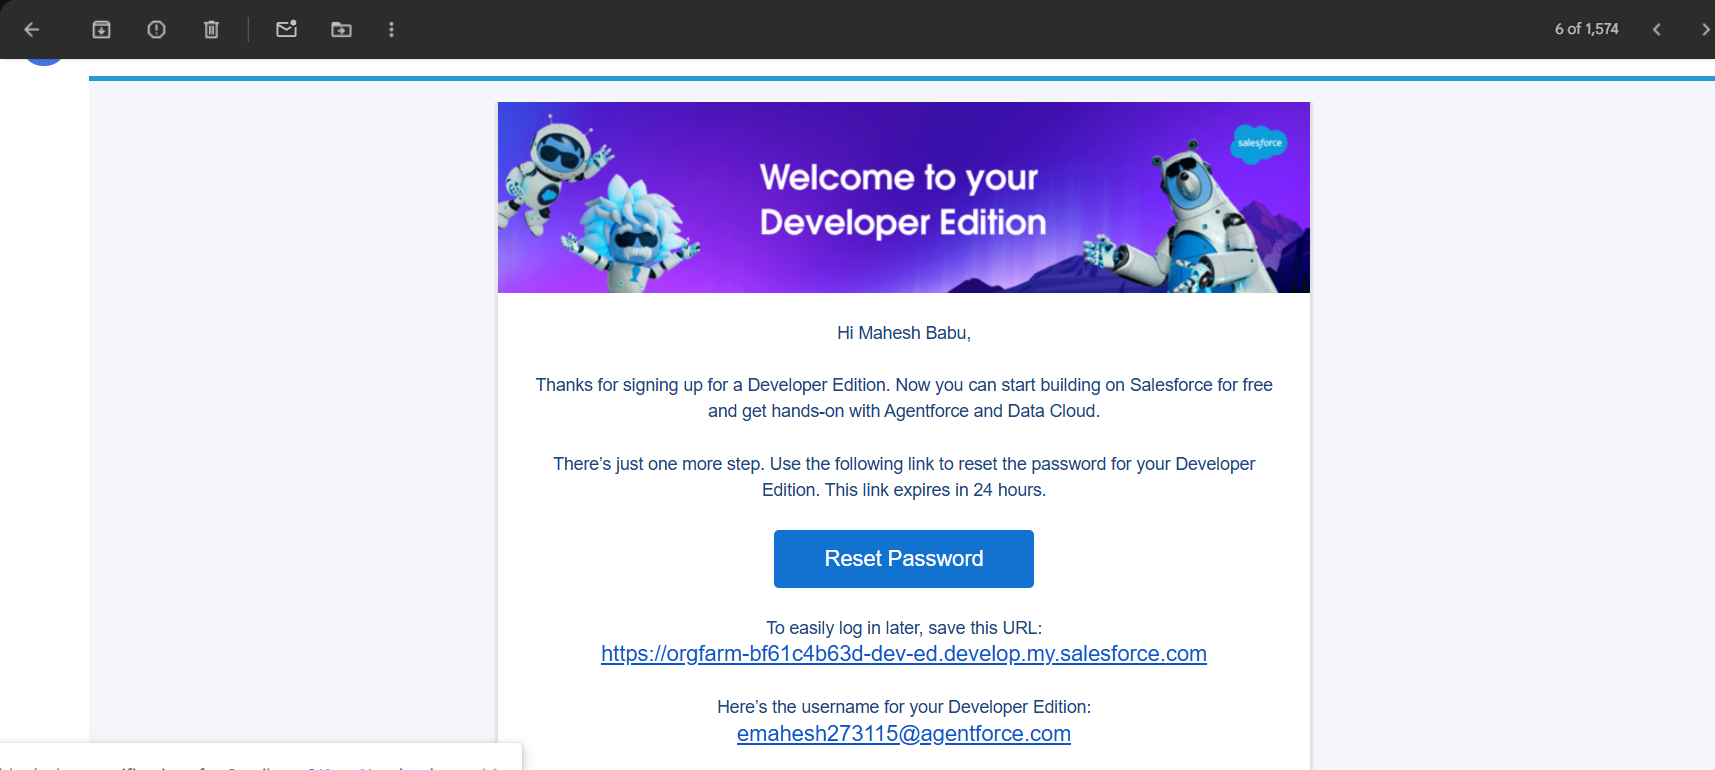 6 of 1,574
salesforce
Welcome to your
Developer Edition
Hi Mahesh Babu,
Thanks for signing up for a Developer Edition. Now you can start building on Salesforce for free
and get hands-on with Agentforce and Data Cloud.
There’s just one more step. Use the following link to reset the password for your Developer
Edition. This link expires in 24 hours.
Reset Password
To easily log in later, save this URL:
https://orgfarm-bf61c4b63d-dev-ed.develop.my.salesforce.com
Here’s the username for your Developer Edition:
emahesh273115@agentforce.com